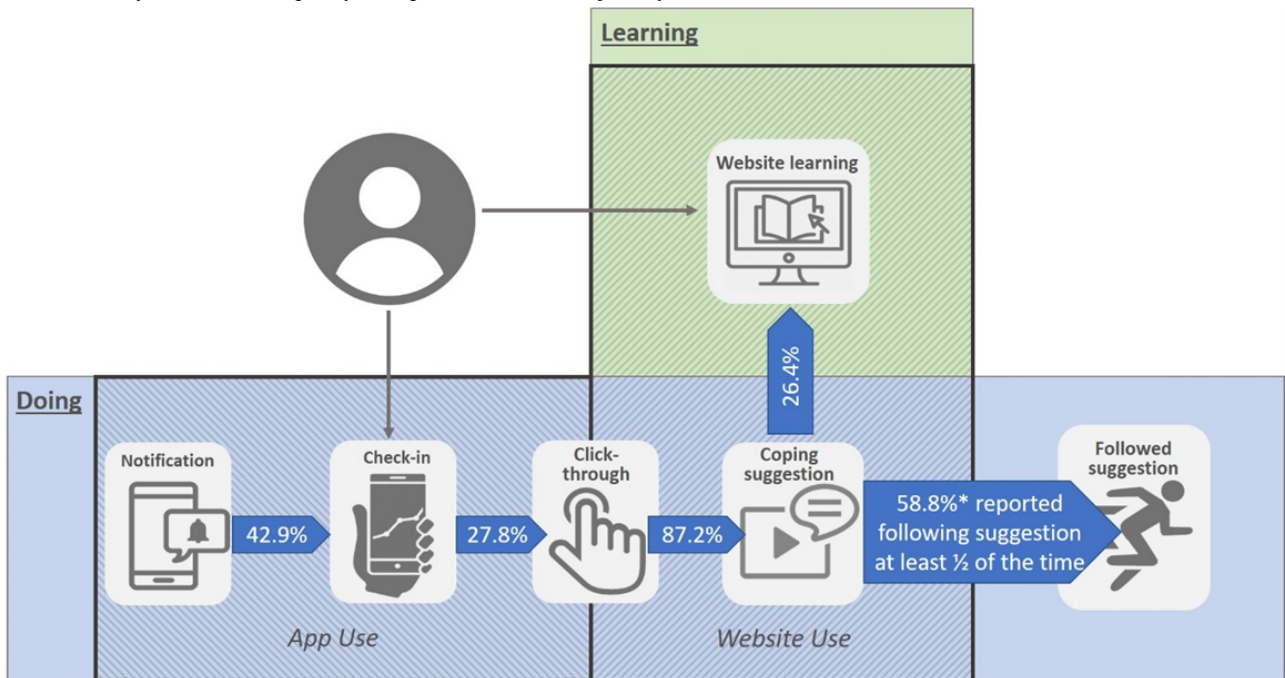 Learning
Website learning
26.4%
Doing
Notification
42.9%
Check-in
27.8%
Click-
through
87.2%
Coping
suggestion
58.8%* reported
following suggestion
at least ½ of the time
Followed
suggestion
App Use
Website Use